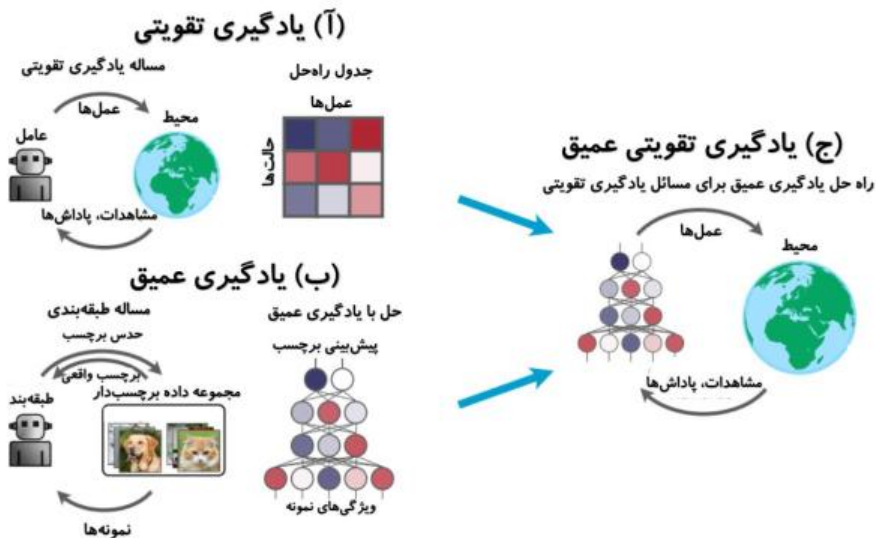 (آ) یادگیری تقویتی
مساله یادگیری تقویتی
جدول راه‌حل
عمل‌ها
عمل‌ها
محیط
عامل
حالت‌ها
مشاهدات، پاداش‌ها
(ب) یادگیری عمیق
مساله طبقه‌بندی
حل با یادگیری عمیق
حدس برچسب
پیش‌بینی برچسب
برچسب واقعی
مجموعه داده برچسب‌دار
طبقه‌بند
ویژگی‌های نمونه
نمونه‌ها
(ج) یادگیری تقویتی عمیق
راه حل یادگیری عمیق برای مسائل یادگیری تقویتی
عمل‌ها
محیط
مشاهدات، پاداش‌ها